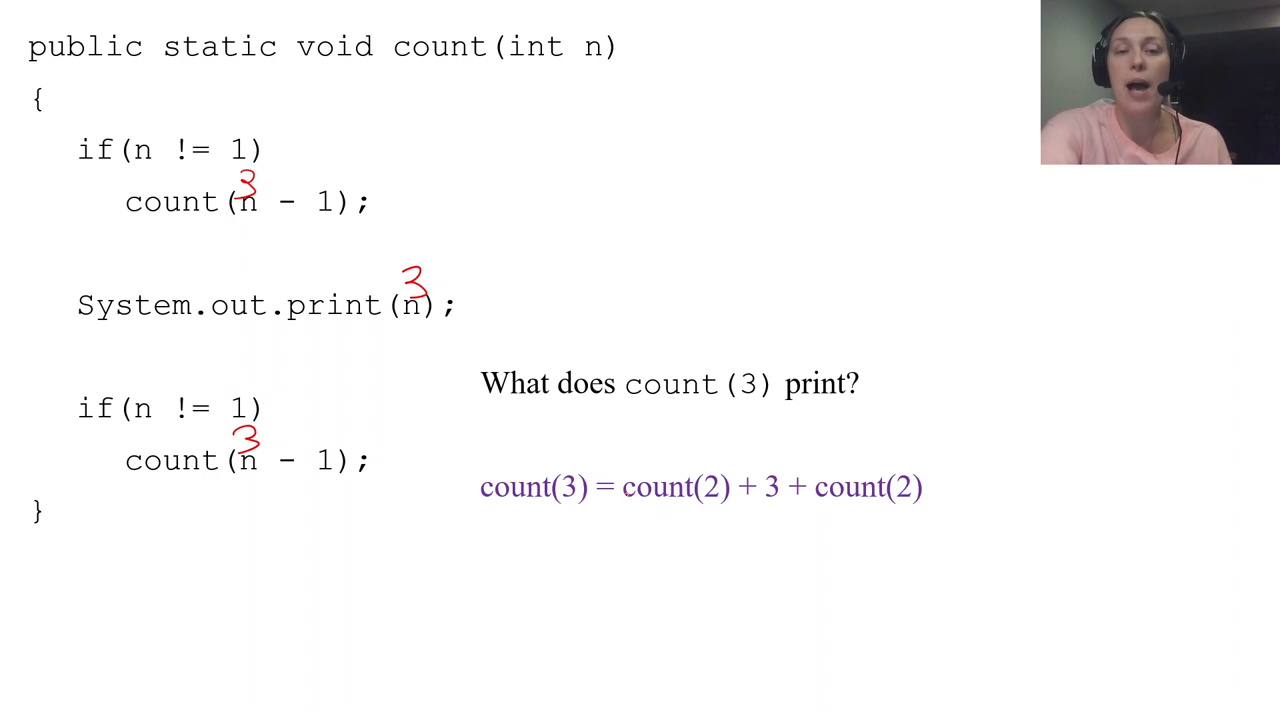 public static void count(int n)
{
if(n != 1)
3
count(n - 1);
3
System.out.print(n);
What does count(3) print?
if(n != 1)
3
count(n - 1);
count(3) = count(2) + 3 + count(2)
}